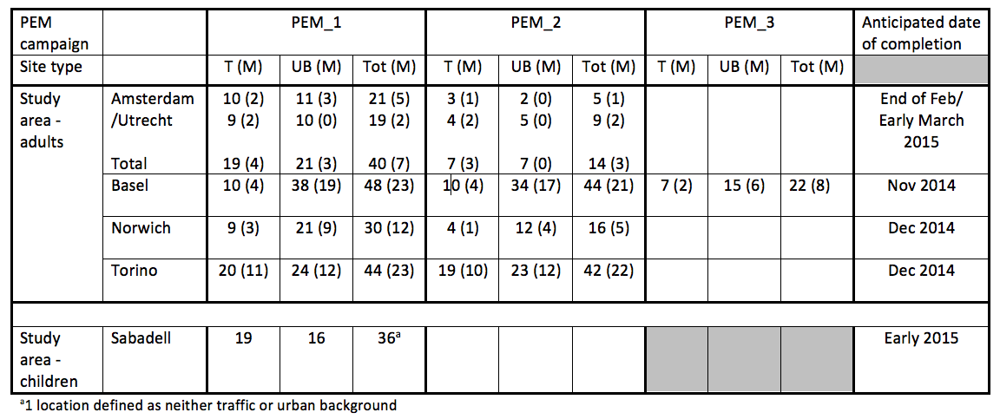 PEM campaign PEM_1 PEM_2 PEM_3 Anticipated date of completion
Site type T (M) UB (M) Tot (M) T (M) UB (M) Tot (M) T (M) UB (M) Tot (M)
Study area - adults
Amsterdam 10 (2) 11 (3) 21 (5) 3 (1) 2 (0) 5 (1) End of Feb/ Early March 2015
/Utrecht 9 (2) 10 (0) 19 (2) 4 (2) 5 (0) 9 (2)
Total 19 (4) 21 (3) 40 (7) 7 (3) 7 (0) 14 (3)
Basel 10 (4) 38 (19) 48 (23) 10 (4) 34 (17) 44 (21) 7 (2) 15 (6) 22 (8) Nov 2014
Norwich 9 (3) 21 (9) 30 (12) 4 (1) 12 (4) 16 (5) Dec 2014
Torino 20 (11) 24 (12) 44 (23) 19 (10) 23 (12) 42 (22) Dec 2014
Study area - children
Sabadell 19 16 36ᵃ Early 2015
ᵃ1 location defined as neither traffic or urban background